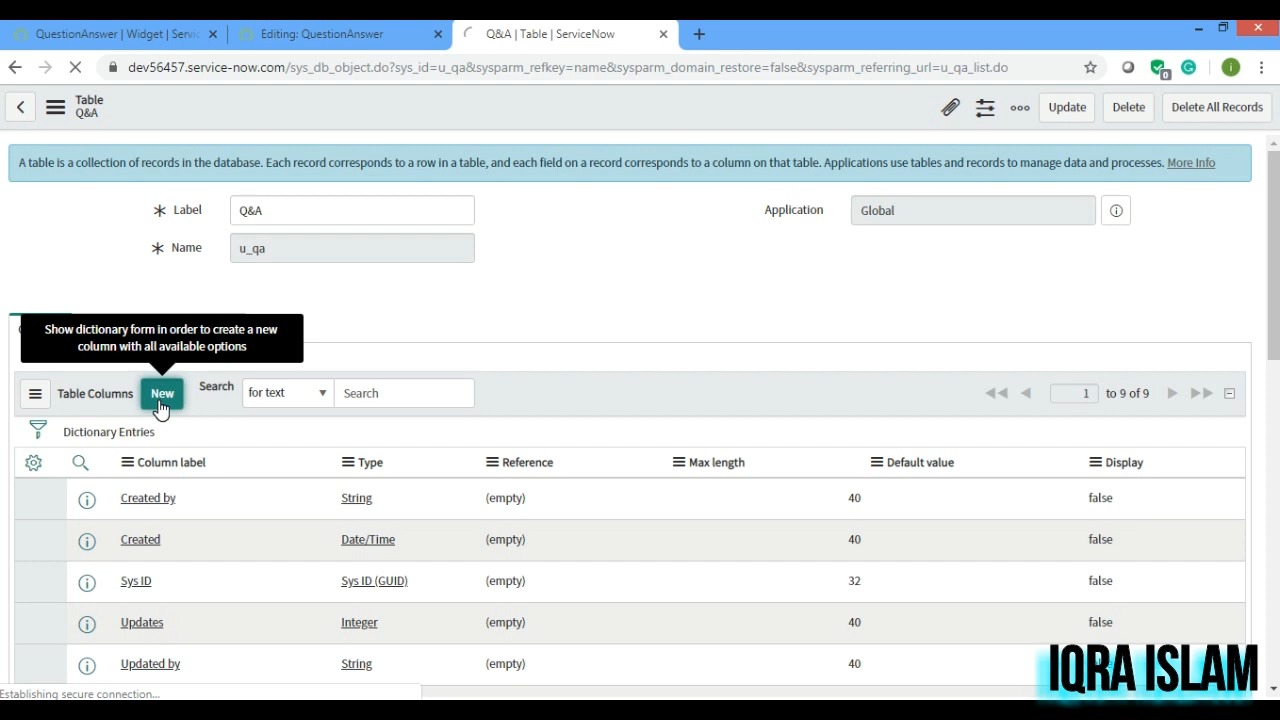 QuestionAnswer | Widget | Servic
Editing: QuestionAnswer
Q&A | Table | ServiceNow
dev56457.service-now.com/sys_db_object.do?sys_id=u_qa&sysparm_refkey=name&sysparm_domain_restore=false&sysparm_referring_url=u_qa_list.do
0
i
Table
Q&A
Update
Delete
Delete All Records
A table is a collection of records in the database. Each record corresponds to a row in a table, and each field on a record corresponds to a column on that table. Applications use tables and records to manage data and processes. More Info
Label
Q&A
Application
Global
Name
u_qa
Show dictionary form in order to create a new
column with all available options
Table Columns
New
Search
for text
Search
1
to 9 of 9
Dictionary Entries
Column label
Type
Reference
Max length
Default value
Display
Created by
String
(empty)
40
false
Created
Date/Time
(empty)
40
false
Sys ID
Sys ID (GUID)
(empty)
32
false
Updates
Integer
(empty)
40
false
Updated by
String
(empty)
40
IQRA ISLAM
Establishing secure connection...